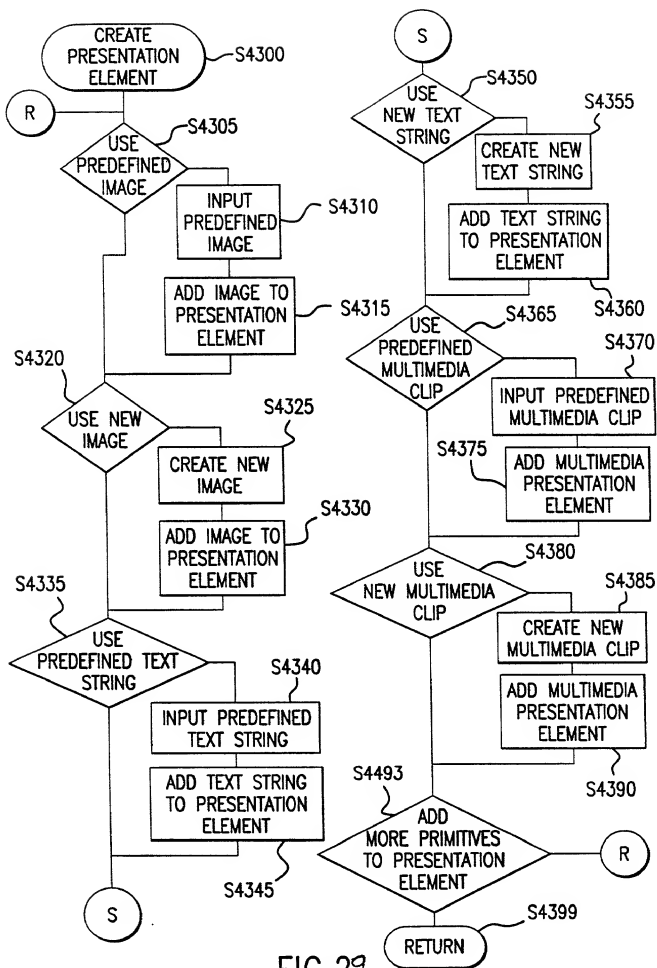 CREATE
PRESENTATION
ELEMENT
S4300
R
USE
PREDEFINED
IMAGE
S4305
INPUT
PREDEFINED
IMAGE
S4310
ADD IMAGE TO
PRESENTATION
ELEMENT
S4315
S4320
USE NEW
IMAGE
S4325
CREATE NEW
IMAGE
S4330
ADD IMAGE TO
PRESENTATION
ELEMENT
S4335
USE
PREDEFINED TEXT
STRING
S4340
INPUT PREDEFINED
TEXT STRING
ADD TEXT STRING
TO PRESENTATION
ELEMENT
S4345
S
S
S4350
USE
NEW TEXT
STRING
S4355
CREATE NEW
TEXT STRING
ADD TEXT STRING
TO PRESENTATION
ELEMENT
S4360
S4365
USE
PREDEFINED
MULTIMEDIA
CLIP
S4370
INPUT PREDEFINED
MULTIMEDIA CLIP
S4375
ADD MULTIMEDIA
PRESENTATION
ELEMENT
S4380
USE
NEW MULTIMEDIA
CLIP
S4385
CREATE NEW
MULTIMEDIA CLIP
ADD MULTIMEDIA
PRESENTATION
ELEMENT
S4390
S4493
ADD
MORE PRIMITIVES
TO PRESENTATION
ELEMENT
R
S4399
RETURN
FIG. 29